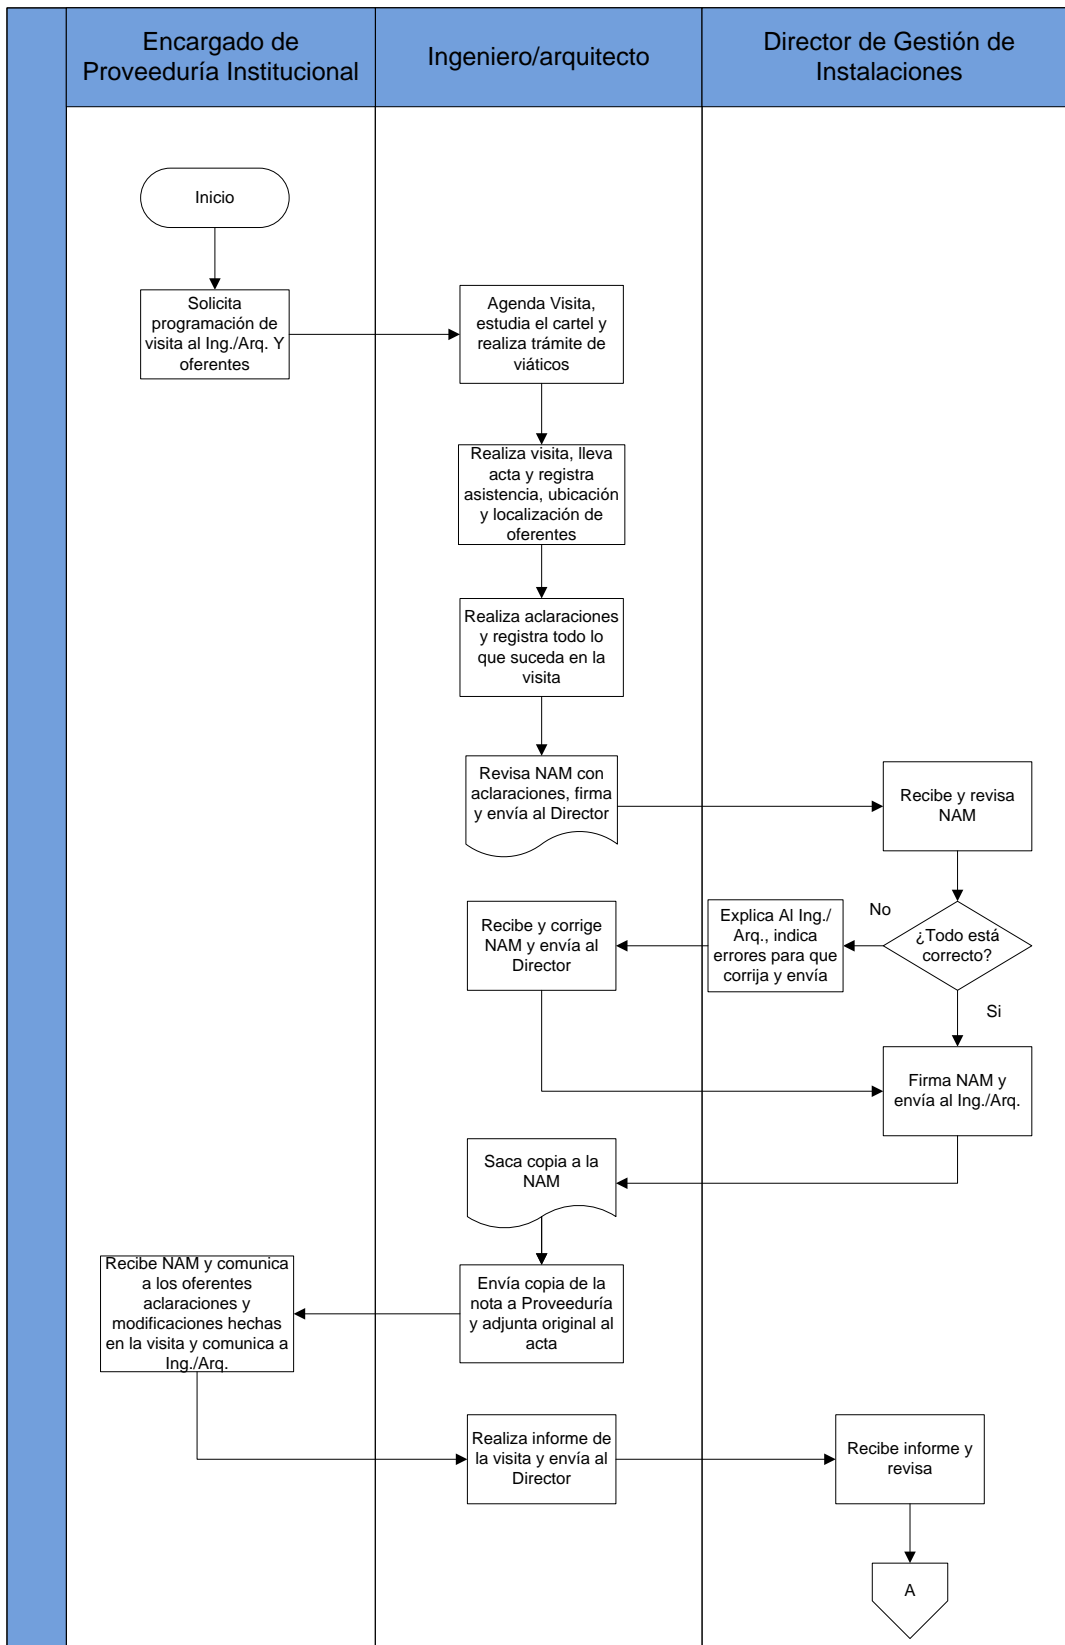 Encargado de
Proveeduría Institucional
Ingeniero/arquitecto
Director de Gestión de
Instalaciones
Inicio
Solicita
programación de
visita al Ing./Arq. Y
oferentes
Agenda Visita,
estudia el cartel y
realiza trámite de
viáticos
Realiza visita, lleva
acta y registra
asistencia, ubicación
y localización de
oferentes
Realiza aclaraciones
y registra todo lo
que suceda en la
visita
Revisa NAM con
aclaraciones, firma
y envía al Director
Recibe y revisa
NAM
¿Todo está
correcto?
No
Si
Explica Al Ing./
Arq., indica
errores para que
corrija y envía
Recibe y corrige
NAM y envía al
Director
Firma NAM y
envía al Ing./Arq.
Saca copia a la
NAM
Envía copia de la
nota a Proveeduría
y adjunta original al
acta
Recibe NAM y comunica
a los oferentes
aclaraciones y
modificaciones hechas
en la visita y comunica a
Ing./Arq.
Realiza informe de
la visita y envía al
Director
Recibe informe y
revisa
A